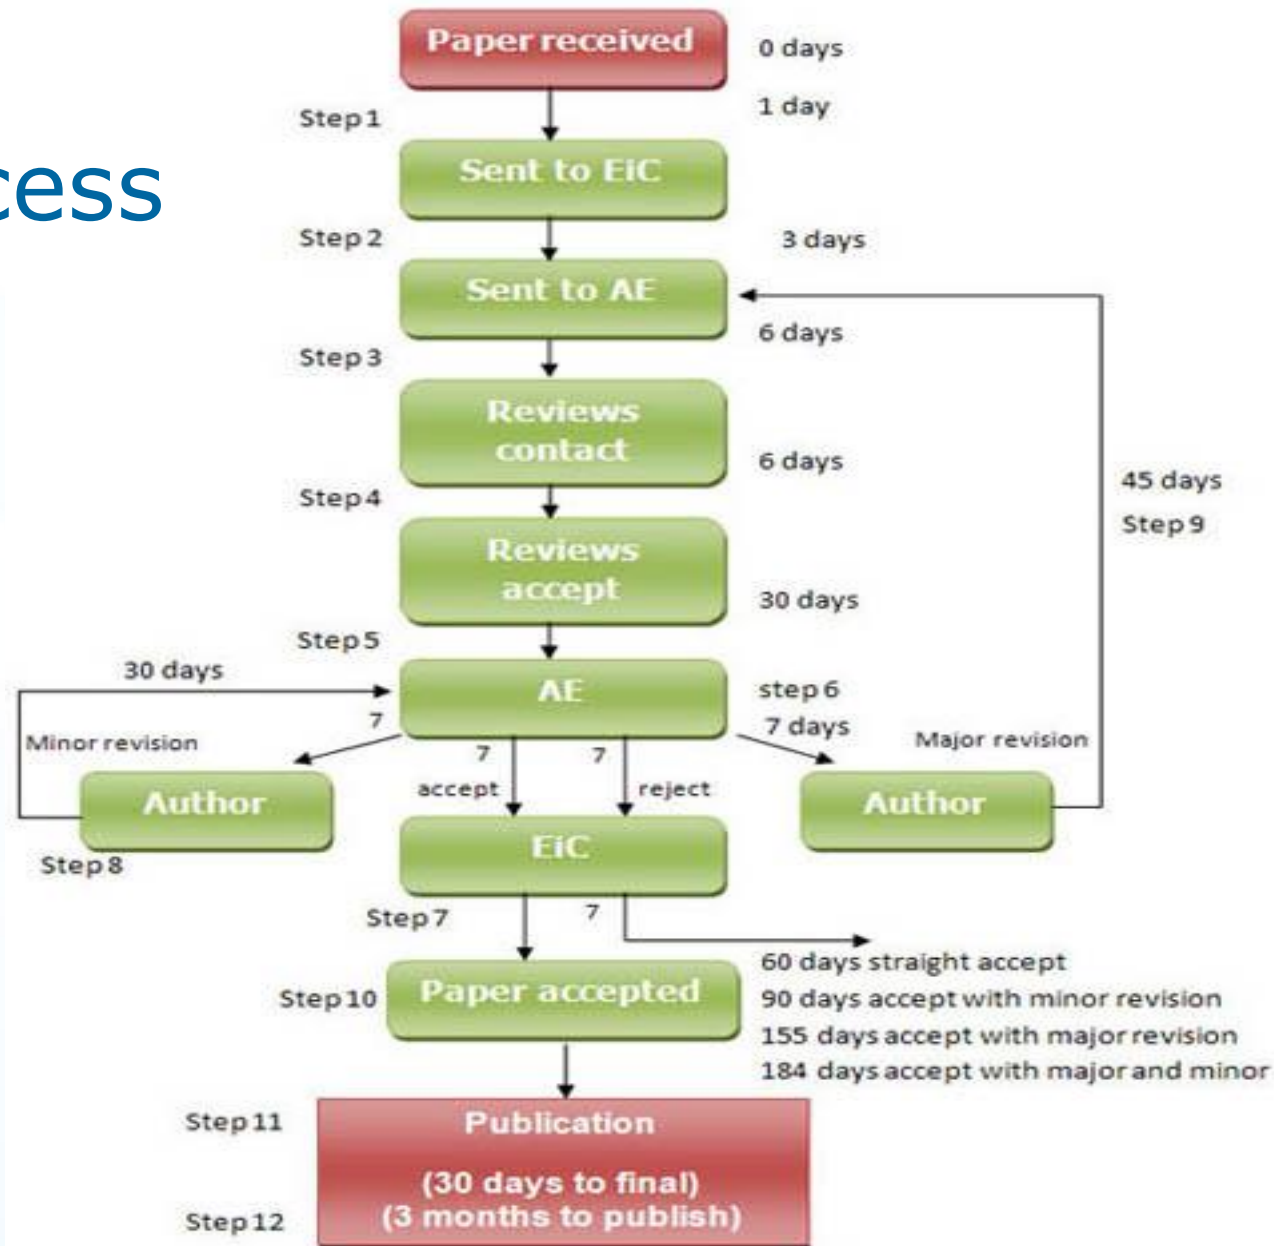 Paper received
0 days
Step 1
1 day
cess
Sent to EiC
Step 2
3 days
Sent to AE
6 days
Step 3
Reviews
contact
6 days
45 days
Step 4
Step 9
Reviews
accept
30 days
Step 5
30 days
AE
step 6
7
7 days
Minor revision
7
7
Major revision
accept
reject
Author
Author
EiC
Step 8
Step 7
7
60 days straight accept
Step 10
Paper accepted
90 days accept with minor revision
155 days accept with major revision
184 days accept with major and minor
Step 11
Publication
(30 days to final)
Step 12
(3 months to publish)